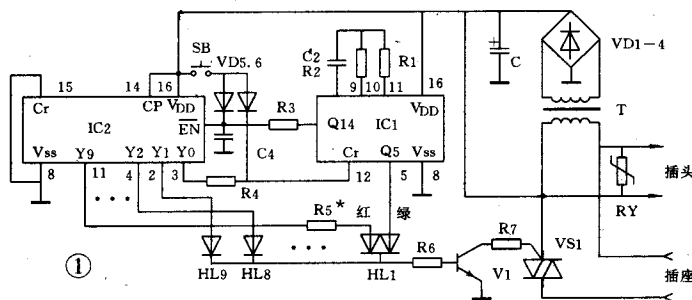 SB
VD5.6
C2
R2
R1
C
VD1-4
15
14
16
9
10
11
16
Cr
CP
VDD
VDD
T
IC2
EN
R3
Q14
IC1
Vss
Y9
Y2
Y1
Y0
C4
Cr
Q5
Vss
8
11
4
2
3
R4
12
5
8
插头
RY
• • •
R5*
红
绿
R7
VS1
①
HL9
HL8
• • •
HL1
R6
V1
插座